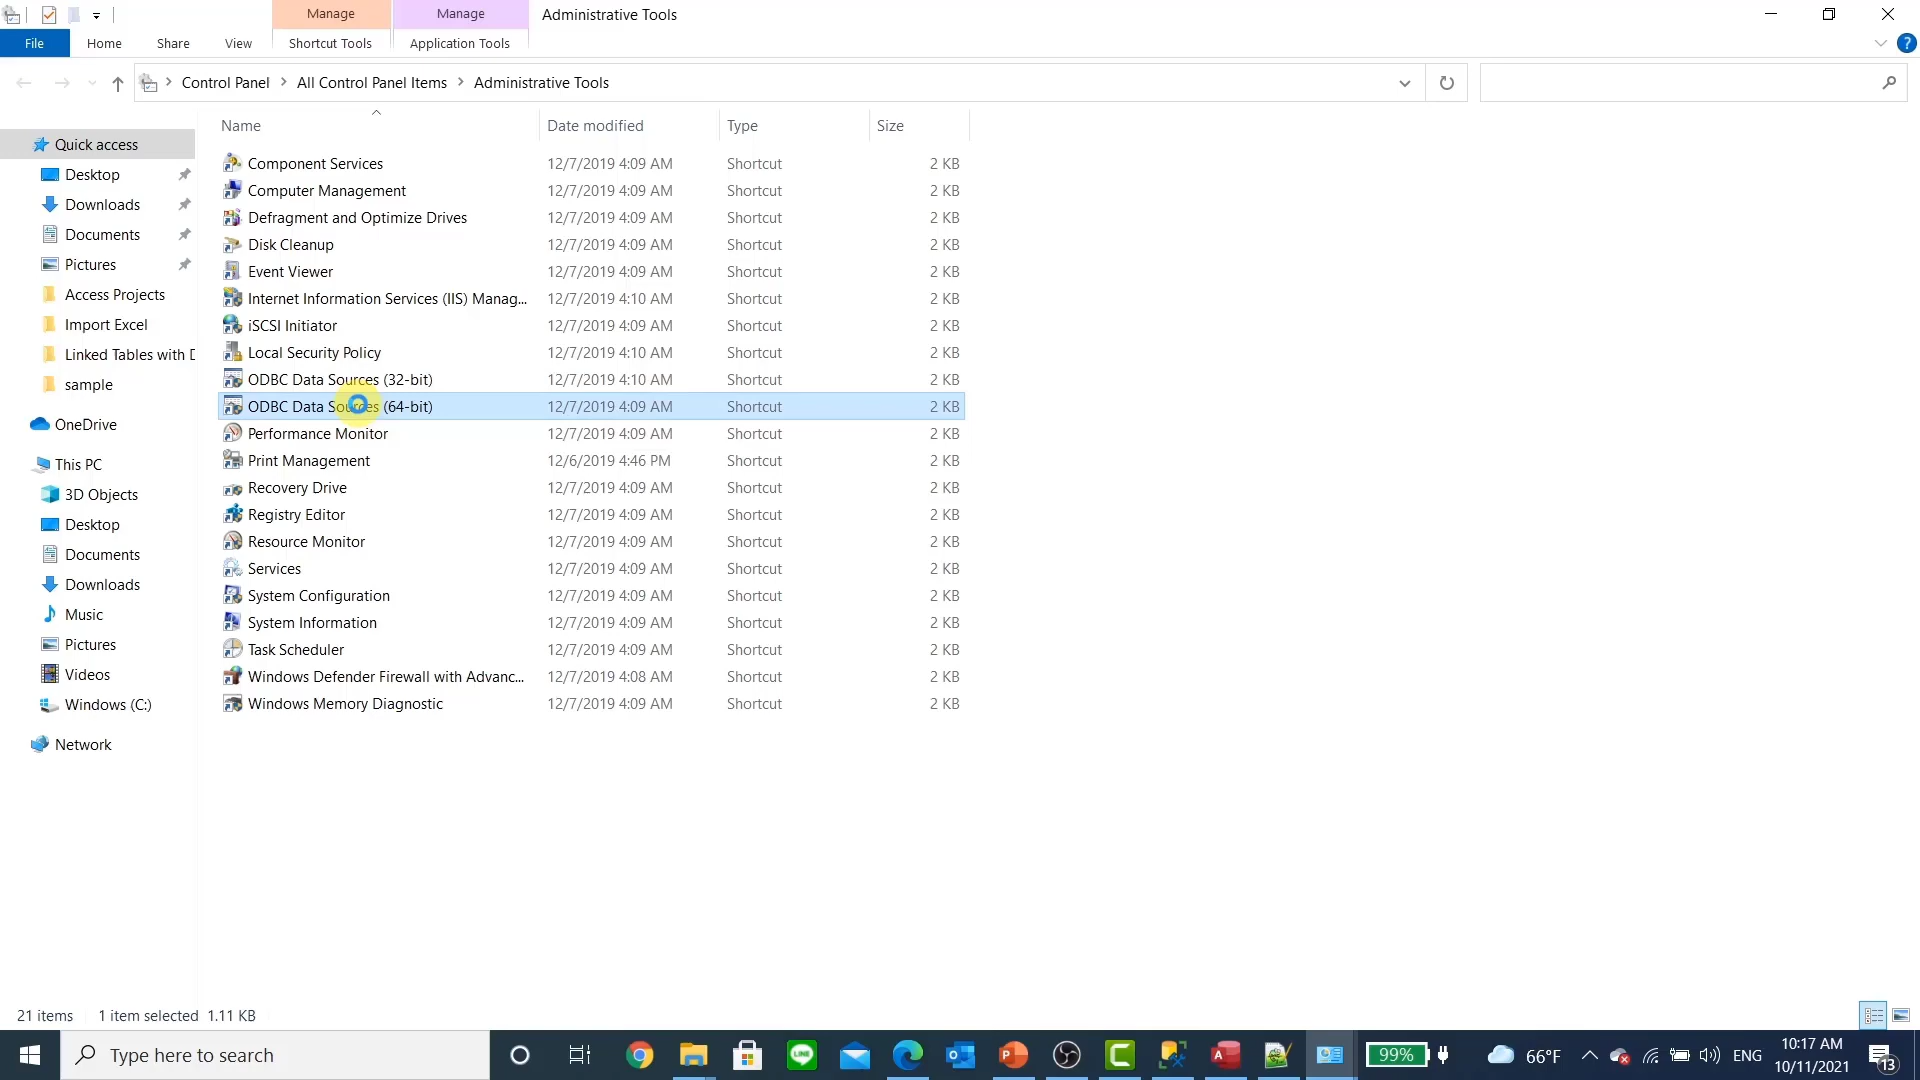 Manage Manage Administrative Tools
File Home Share View Shortcut Tools Application Tools ?
Control Panel All Control Panel Items Administrative Tools
Name Date modified Type Size
Quick access
Desktop
Downloads
Documents
Pictures
Access Projects
Import Excel
Linked Tables with D
sample
OneDrive
This PC
3D Objects
Desktop
Documents
Downloads
Music
Pictures
Videos
Windows (C:)
Network
Component Services 12/7/2019 4:09 AM Shortcut 2 KB
Computer Management 12/7/2019 4:09 AM Shortcut 2 KB
Defragment and Optimize Drives 12/7/2019 4:09 AM Shortcut 2 KB
Disk Cleanup 12/7/2019 4:09 AM Shortcut 2 KB
Event Viewer 12/7/2019 4:09 AM Shortcut 2 KB
Internet Information Services (IIS) Manag... 12/7/2019 4:10 AM Shortcut 2 KB
iSCSI Initiator 12/7/2019 4:09 AM Shortcut 2 KB
Local Security Policy 12/7/2019 4:10 AM Shortcut 2 KB
ODBC Data Sources (32-bit) 12/7/2019 4:10 AM Shortcut 2 KB
ODBC Data Sources (64-bit) 12/7/2019 4:09 AM Shortcut 2 KB
Performance Monitor 12/7/2019 4:09 AM Shortcut 2 KB
Print Management 12/6/2019 4:46 PM Shortcut 2 KB
Recovery Drive 12/7/2019 4:09 AM Shortcut 2 KB
Registry Editor 12/7/2019 4:09 AM Shortcut 2 KB
Resource Monitor 12/7/2019 4:09 AM Shortcut 2 KB
Services 12/7/2019 4:09 AM Shortcut 2 KB
System Configuration 12/7/2019 4:09 AM Shortcut 2 KB
System Information 12/7/2019 4:09 AM Shortcut 2 KB
Task Scheduler 12/7/2019 4:09 AM Shortcut 2 KB
Windows Defender Firewall with Advanc... 12/7/2019 4:08 AM Shortcut 2 KB
Windows Memory Diagnostic 12/7/2019 4:09 AM Shortcut 2 KB
21 items 1 item selected 1.11 KB
Type here to search LINE 99% 66°F ENG 10:17 AM
10/11/2021 13